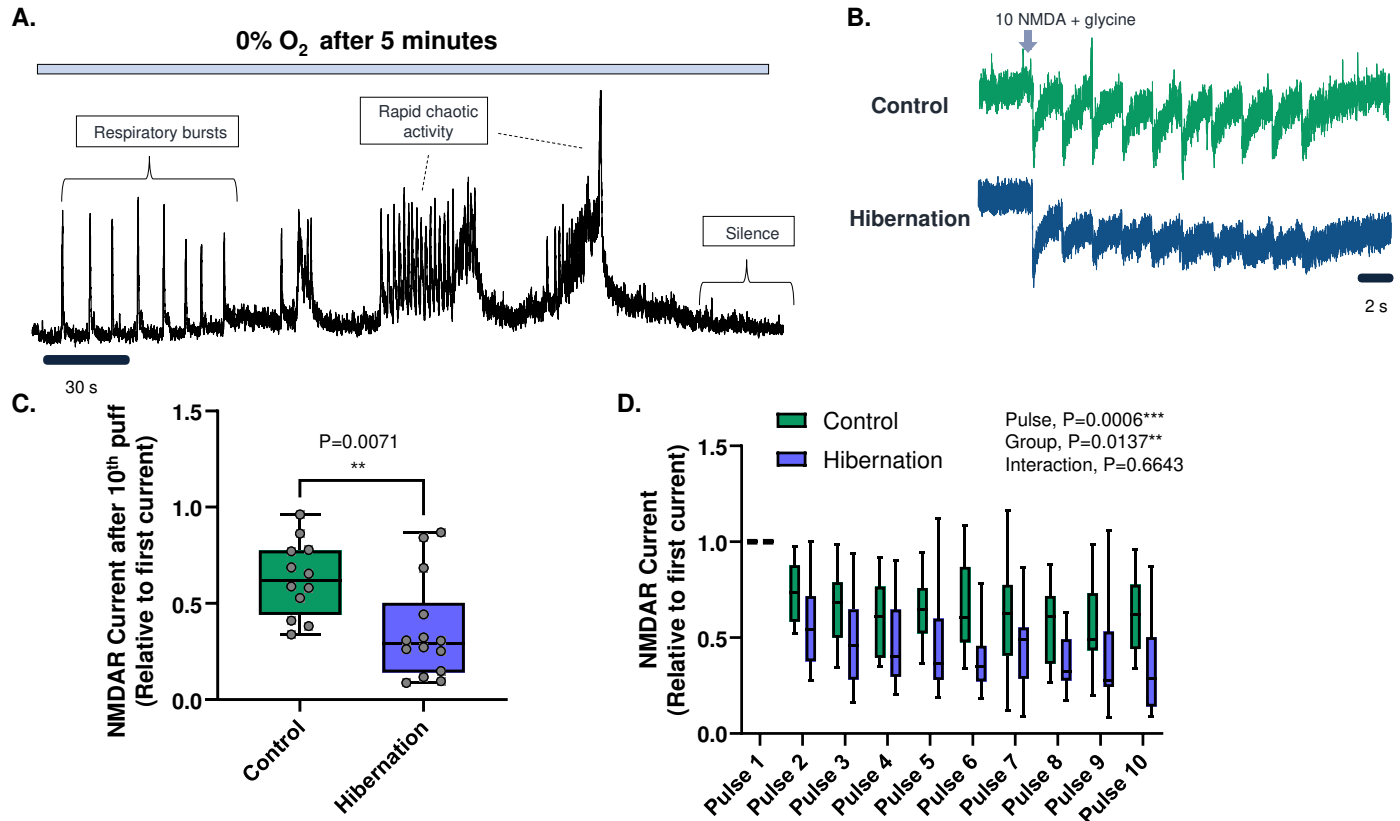 A.
0% O2 after 5 minutes
Respiratory bursts
Rapid chaotic
activity
Silence
30 s
B.
10 NMDA + glycine
Control
Hibernation
2 s
C.
NMDAR Current after 10th puff
(Relative to first current)
1.5
1.0
0.5
0.0
P=0.0071
**
Control
Hibernation
D.
Control
Hibernation
Pulse, P=0.0006***
Group, P=0.0137**
Interaction, P=0.6643
NMDAR Current
(Relative to first current)
1.5
1.0
0.5
0.0
Pulse 1
Pulse 2
Pulse 3
Pulse 4
Pulse 5
Pulse 6
Pulse 7
Pulse 8
Pulse 9
Pulse 10